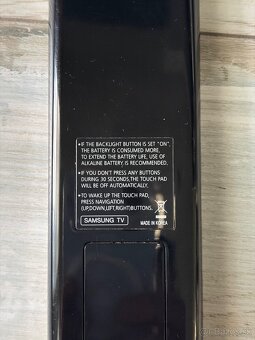 •IF THE BACKLIGHT BUTTON IS SET "ON",
THE BATTERY IS CONSUMED MORE.
TO EXTEND THE BATTERY LIFE, USE OF
ALKALINE BATTERY IS RECOMMENDED.
•IF YOU DON'T PRESS ANY BUTTONS
DURING 30 SECONDS,THE TOUCH PAD
WILL BE OFF AUTOMATICALLY.
•TO WAKE UP THE TOUCH PAD,
PRESS NAVIGATION
(UP,DOWN,LEFT,RIGHT)BUTTONS.
SAMSUNG TV
MADE IN KOREA